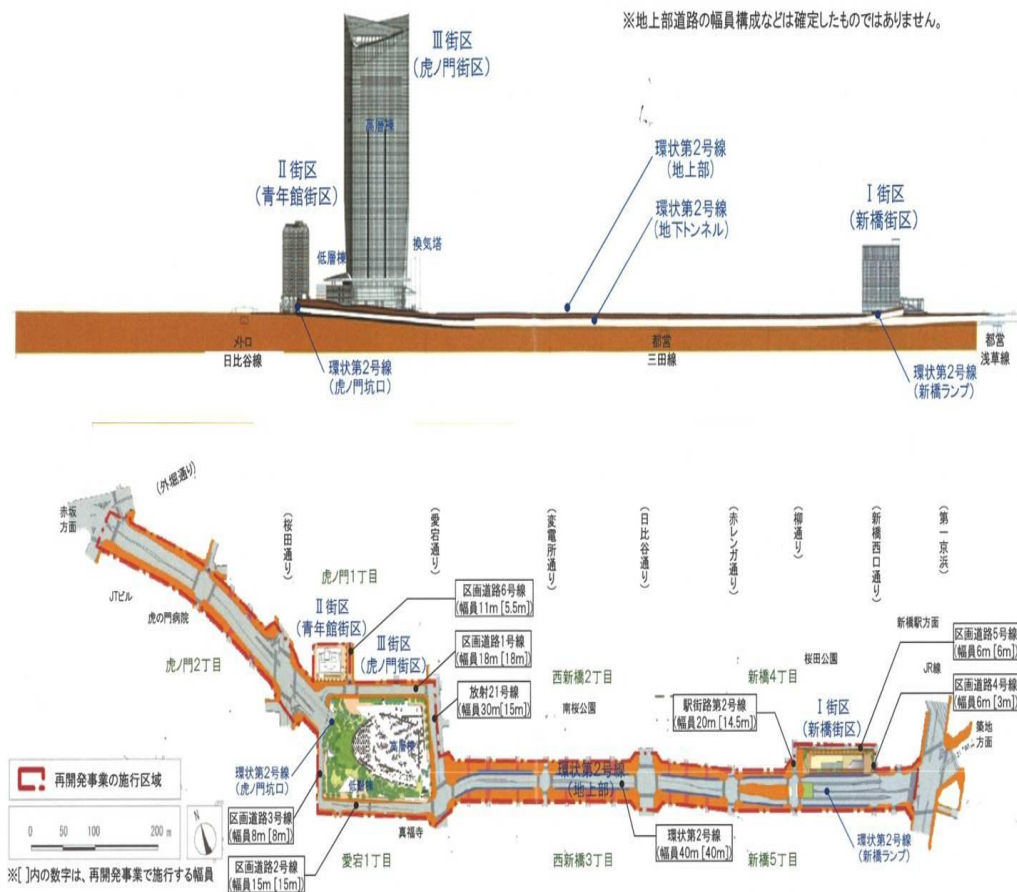 ※地上部道路の幅員構成などは確定したものではありません。
Ⅲ街区
(虎ノ門街区)
高層棟
Ⅱ街区
(青年館街区)
低層棟
換気塔
環状第2号線
(地上部)
環状第2号線
(地下トンネル)
Ⅰ街区
(新橋街区)
メトロ
日比谷線
環状第2号線
(虎ノ門坑口)
都営
三田線
環状第2号線
(新橋ランプ)
都営
浅草線
(外堀通り)
赤坂
方面
(桜田通り)
(愛宕通り)
(変電所通り)
(日比谷通り)
(赤レンガ通り)
(柳通り)
(新橋西口通り)
(第一京浜)
JTビル
虎の門病院
虎ノ門2丁目
虎ノ門1丁目
Ⅱ街区
(青年館街区)
Ⅲ街区
(虎ノ門街区)
区画道路6号線
(幅員11m [5.5m])
区画道路1号線
(幅員18m [18m])
放射21号線
(幅員30m [15m])
西新橋2丁目
南桜公園
新橋4丁目
桜田公園
新橋駅方面
JR線
区画道路5号線
(幅員6m [6m])
区画道路4号線
(幅員6m [3m])
駅街路第2号線
(幅員20m [14.5m])
Ⅰ街区
(新橋街区)
築地
方面
高層棟
低層棟
環状第2号線
(虎ノ門坑口)
環状第2号線
(地上部)
区画道路3号線
(幅員8m [8m])
区画道路2号線
(幅員15m [15m])
真福寺
愛宕1丁目
西新橋3丁目
環状第2号線
(幅員40m [40m])
新橋5丁目
環状第2号線
(新橋ランプ)
再開発事業の施行区域
0 50 100 200 m
N
※[ ]内の数字は、再開発事業で施行する幅員